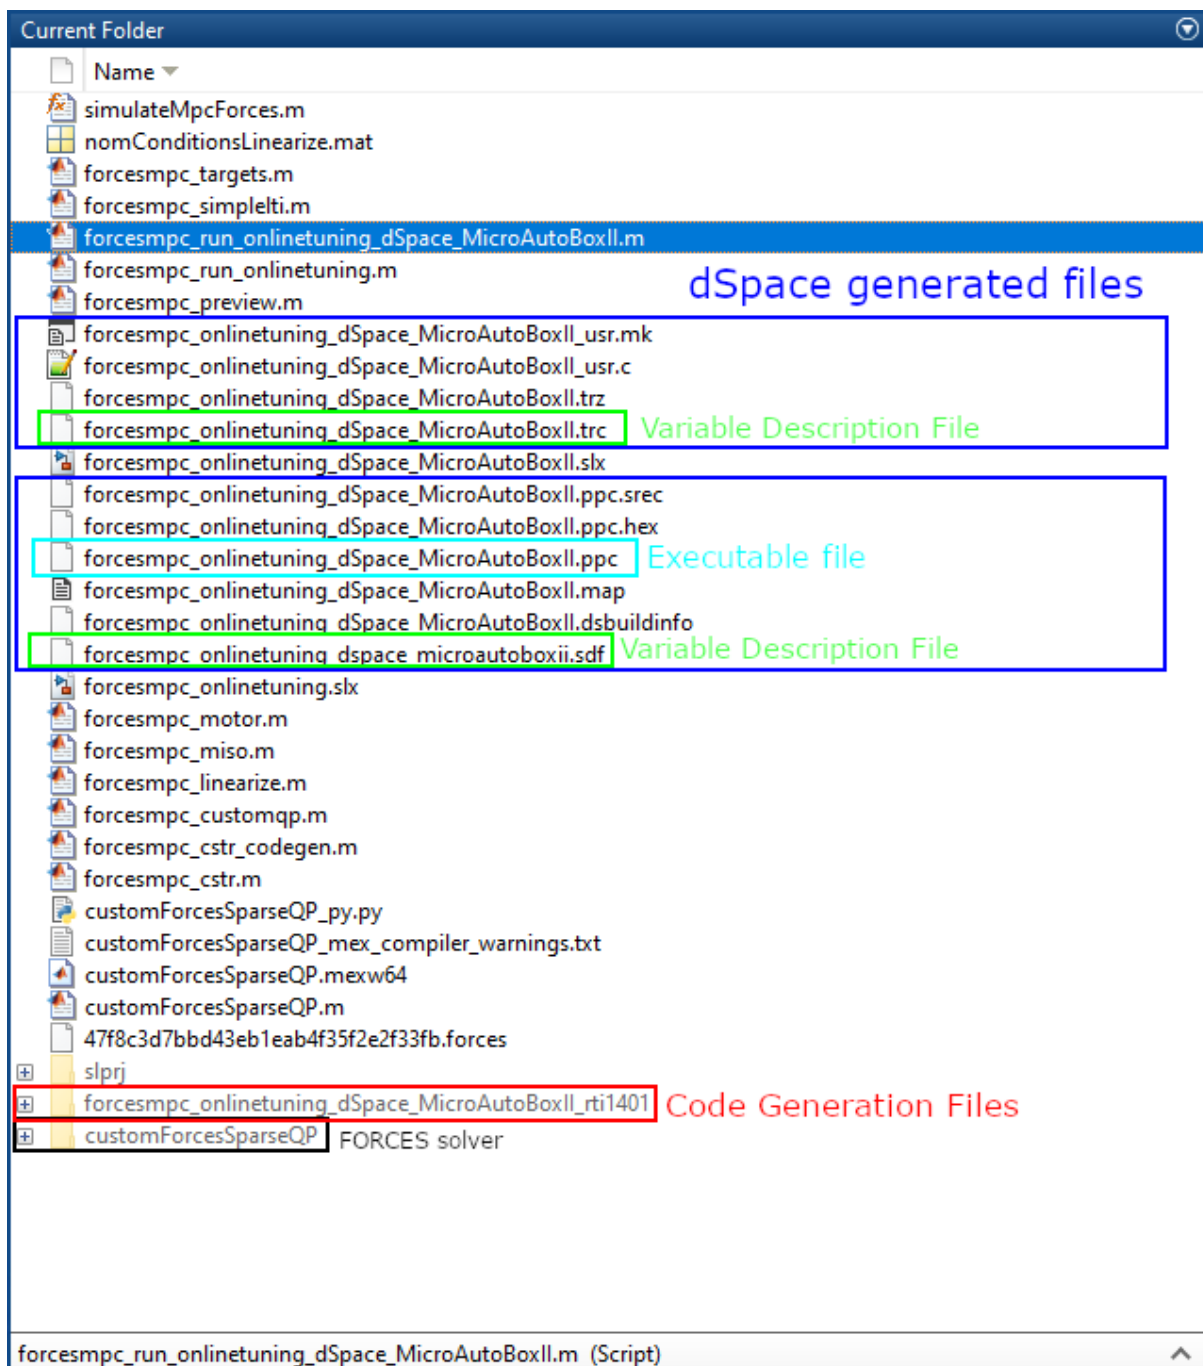 Current Folder
Name
simulateMpcForces.m
nomConditionsLinearize.mat
forcesmpc_targets.m
forcesmpc_simplelti.m
forcesmpc_run_onlinetuning_dSpace_MicroAutoBoxII.m
forcesmpc_run_onlinetuning.m
dSpace generated files
forcesmpc_preview.m
forcesmpc_onlinetuning_dSpace_MicroAutoBoxII_usr.mk
forcesmpc_onlinetuning_dSpace_MicroAutoBoxII_usr.c
forcesmpc_onlinetuning_dSpace_MicroAutoBoxII.trz
forcesmpc_onlinetuning_dSpace_MicroAutoBoxII.trc Variable Description File
forcesmpc_onlinetuning_dSpace_MicroAutoBoxII.slx
forcesmpc_onlinetuning_dSpace_MicroAutoBoxII.ppc.srec
forcesmpc_onlinetuning_dSpace_MicroAutoBoxII.ppc.hex
forcesmpc_onlinetuning_dSpace_MicroAutoBoxII.ppc Executable file
forcesmpc_onlinetuning_dSpace_MicroAutoBoxII.map
forcesmpc_onlinetuning_dSpace_MicroAutoBoxII.dsbuildinfo
forcesmpc_onlinetuning_dspace_microautoboxii.sdf Variable Description File
forcesmpc_onlinetuning.slx
forcesmpc_motor.m
forcesmpc_miso.m
forcesmpc_linearize.m
forcesmpc_customqp.m
forcesmpc_cstr_codegen.m
forcesmpc_cstr.m
customForcesSparseQP_py.py
customForcesSparseQP_mex_compiler_warnings.txt
customForcesSparseQP.mexw64
customForcesSparseQP.m
47f8c3d7bbd43eb1eab4f35f2e2f33fb.forces
slprj
forcesmpc_onlinetuning_dSpace_MicroAutoBoxII_rti1401 Code Generation Files
customForcesSparseQP FORCES solver
forcesmpc_run_onlinetuning_dSpace_MicroAutoBoxII.m (Script)